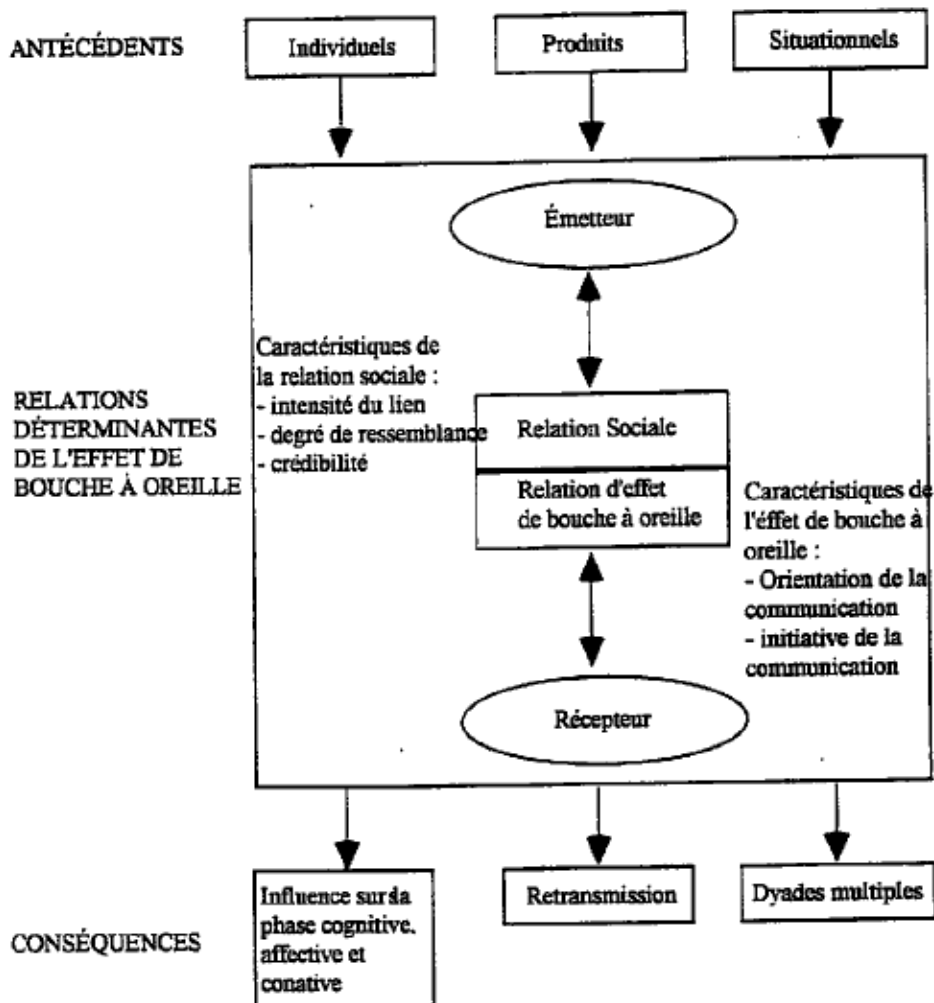 ANTÉCÉDENTS
Individuels
Produits
Situationnels
Émetteur
Caractéristiques de
la relation sociale :
- intensité du lien
- degré de ressemblance
- crédibilité
RELATIONS
DÉTERMINANTES
DE L'EFFET DE
BOUCHE À OREILLE
Relation Sociale
Relation d'effet
de bouche à oreille
Caractéristiques de
l'éffet de bouche à
oreille :
- Orientation de la
communication
- initiative de la
communication
Récepteur
CONSÉQUENCES
Influence sur la
phase cognitive,
affective et
conative
Retransmission
Dyades multiples